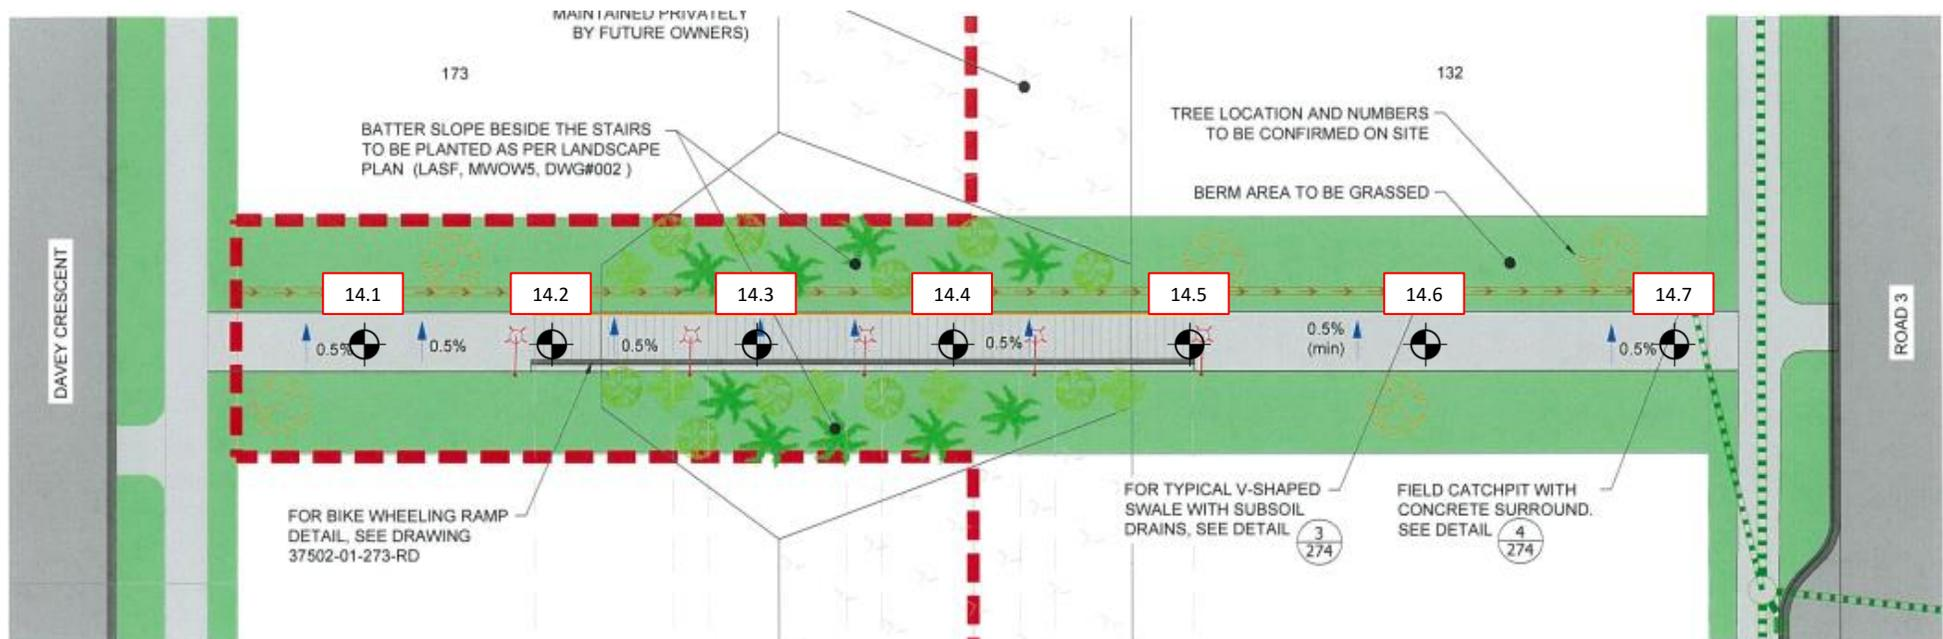 MAINTAINED PRIVATELY
BY FUTURE OWNERS)
173
132
BATTER SLOPE BESIDE THE STAIRS
TO BE PLANTED AS PER LANDSCAPE
PLAN (LASF, MWOW5, DWG#002 )
TREE LOCATION AND NUMBERS
TO BE CONFIRMED ON SITE
BERM AREA TO BE GRASSED
DAVEY CRESCENT
14.1
14.2
14.3
14.4
14.5
14.6
14.7
ROAD 3
0.5%
0.5%
0.5%
0.5%
0.5%
(min)
0.5%
FOR BIKE WHEELING RAMP
DETAIL, SEE DRAWING
37502-01-273-RD
FOR TYPICAL V-SHAPED
SWALE WITH SUBSOIL
DRAINS, SEE DETAIL
3
274
FIELD CATCHPIT WITH
CONCRETE SURROUND.
SEE DETAIL
4
274